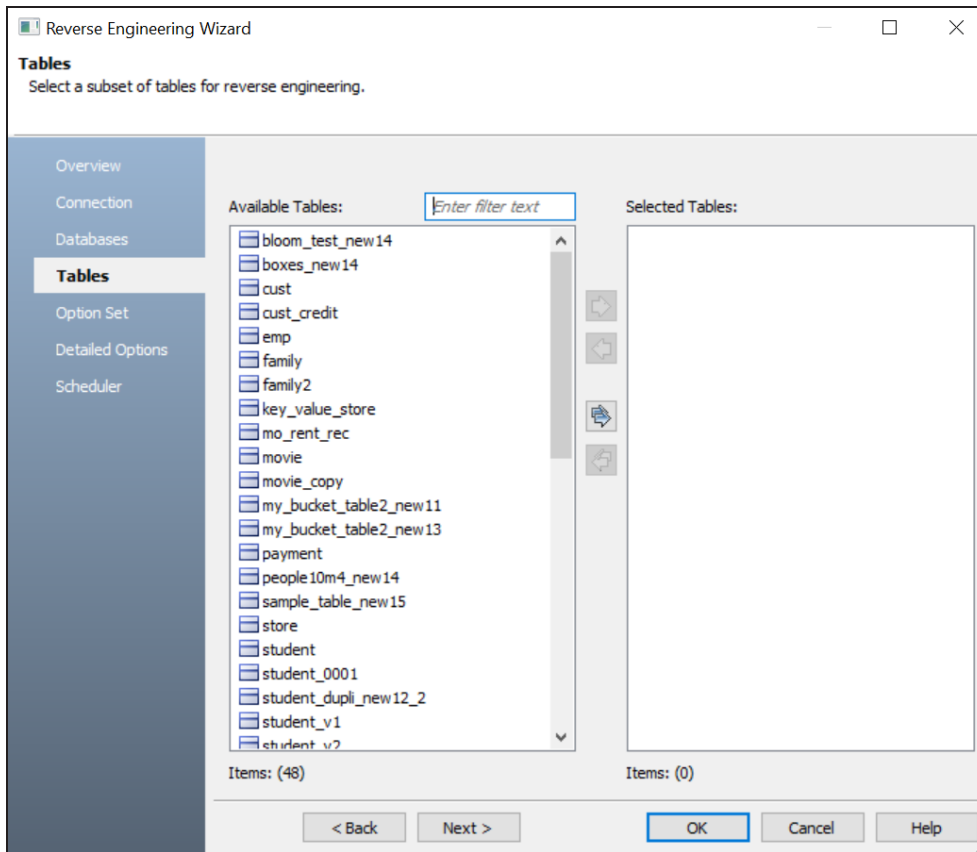 Reverse Engineering Wizard
Tables
Select a subset of tables for reverse engineering.
Overview
Connection
Databases
Tables
Option Set
Detailed Options
Scheduler
Available Tables:
Enter filter text
bloom_test_new14
boxes_new14
cust
cust_credit
emp
family
family2
key_value_store
mo_rent_rec
movie
movie_copy
my_bucket_table2_new11
my_bucket_table2_new13
payment
people10m4_new14
sample_table_new15
store
student
student_0001
student_dupli_new12_2
student_v1
student_v2
Items: (48)
Selected Tables:
Items: (0)
< Back
Next >
OK
Cancel
Help